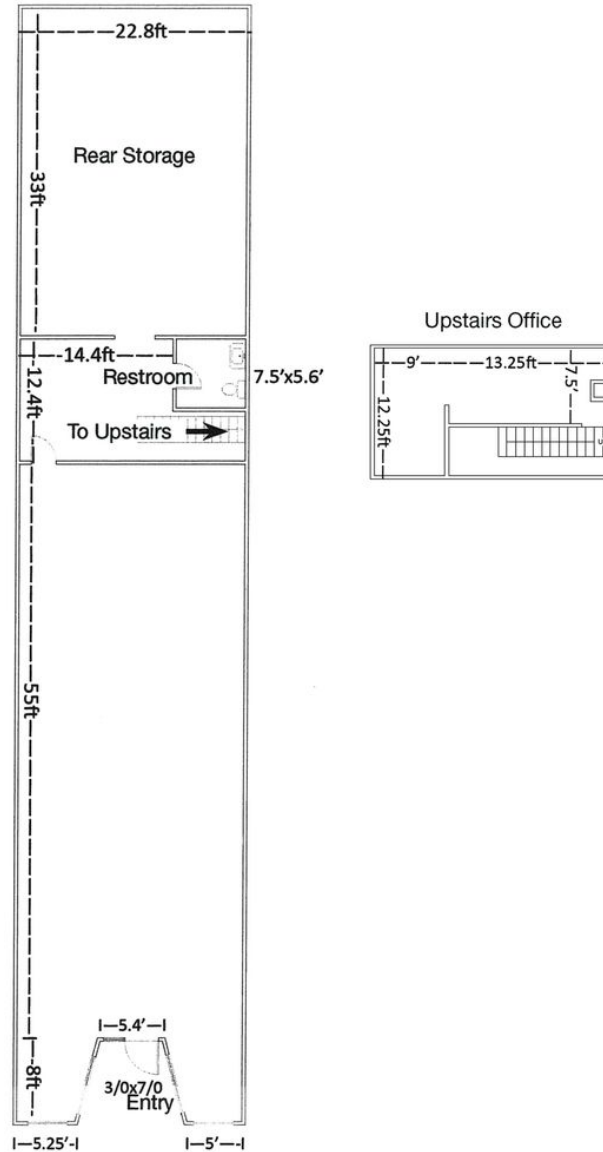 22.8ft
Rear Storage
33ft
14.4ft
Restroom
7.5'x5.6'
12.4ft
To Upstairs
55ft
5.4'
8ft
3/0x7/0
Entry
5.25'
5'
Upstairs Office
9'
13.25ft
7.5'
12.25ft